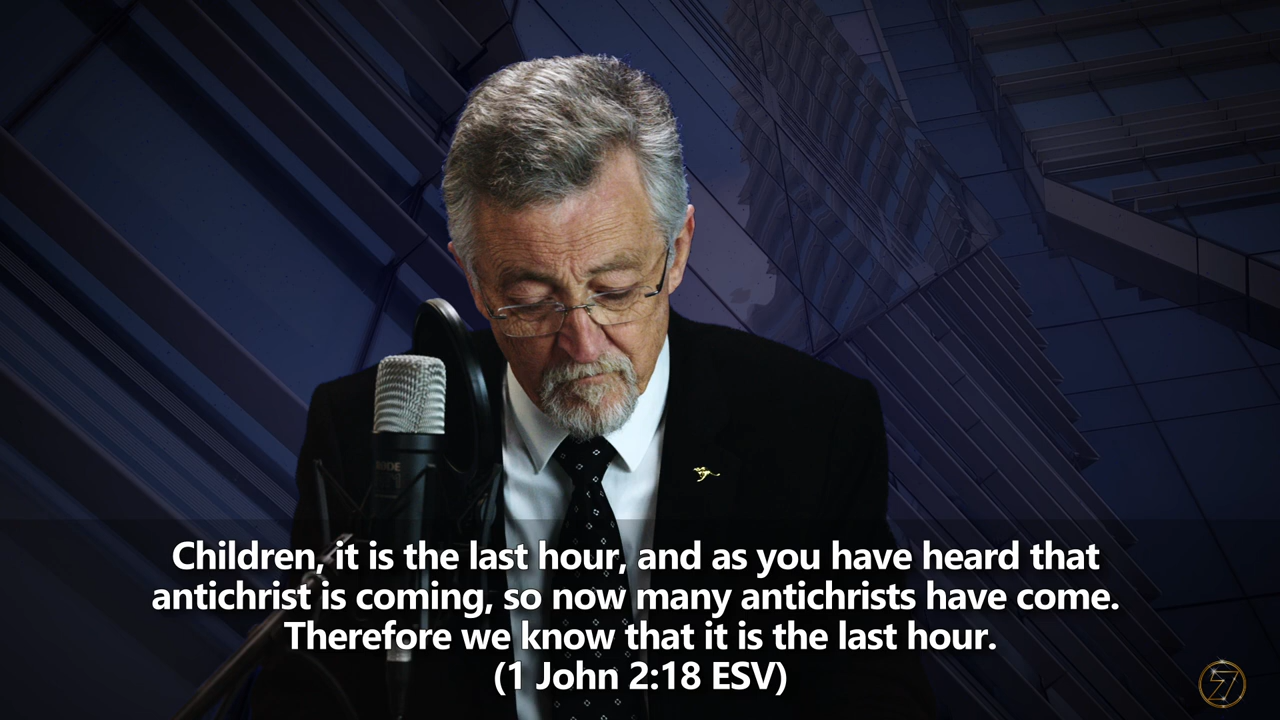 RODE
Children, it is the last hour, and as you have heard that
antichrist is coming, so now many antichrists have come.
Therefore we know that it is the last hour.
(1 John 2:18 ESV)